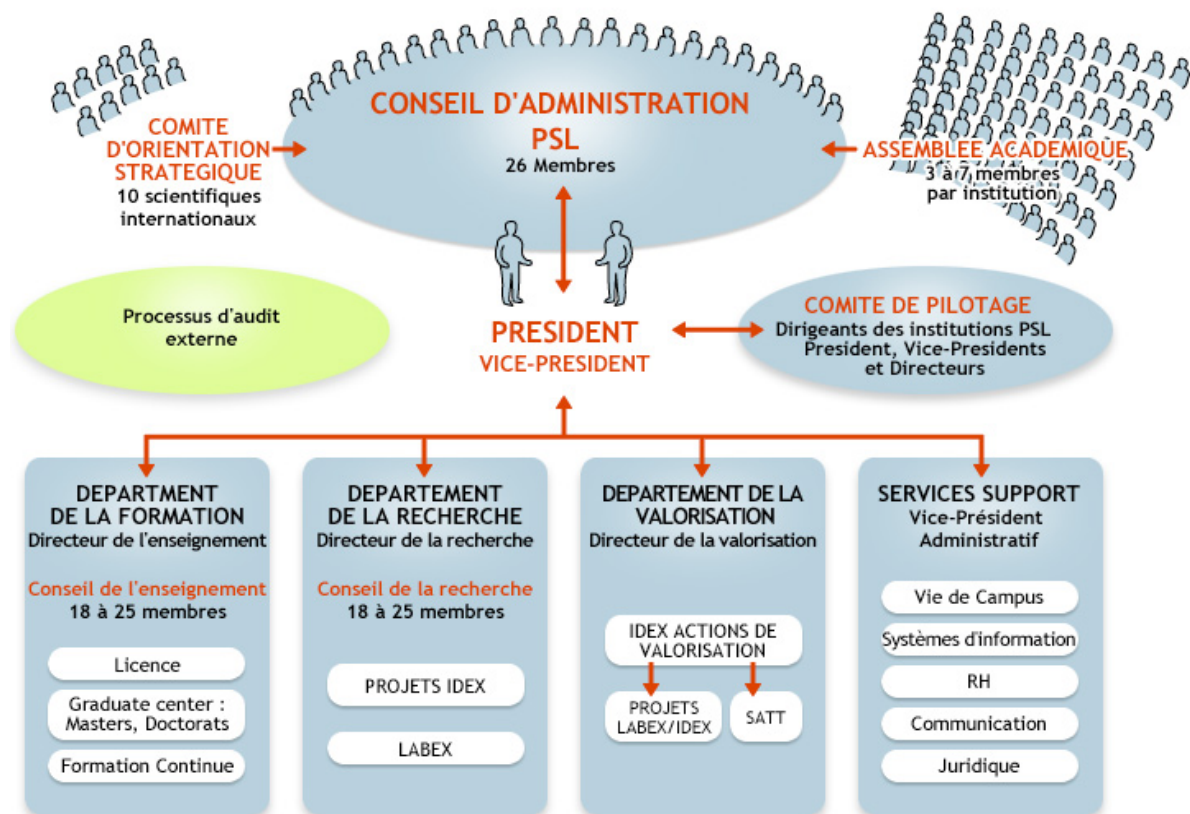 CONSEIL D'ADMINISTRATION
PSL
26 Membres
COMITE
D'ORIENTATION
STRATEGIQUE
10 scientifiques
internationaux
ASSEMBLEE ACADEMIQUE
3 à 7 membres
par institution
Processus d'audit
externe
PRESIDENT
VICE-PRESIDENT
COMITE DE PILOTAGE
Dirigeants des institutions PSL
President, Vice-Presidents
et Directeurs
DEPARTMENT
DE LA FORMATION
Directeur de l'enseignement
Conseil de l'enseignement
18 à 25 membres
Licence
Graduate center :
Masters, Doctorats
Formation Continue
DEPARTEMENT
DE LA RECHERCHE
Directeur de la recherche
Conseil de la recherche
18 à 25 membres
PROJETS IDEX
LABEX
DEPARTEMENT DE LA
VALORISATION
Directeur de la valorisation
IDEX ACTIONS DE
VALORISATION
PROJETS
LABEX/IDEX
SATT
SERVICES SUPPORT
Vice-Président
Administratif
Vie de Campus
Systèmes d'information
RH
Communication
Juridique